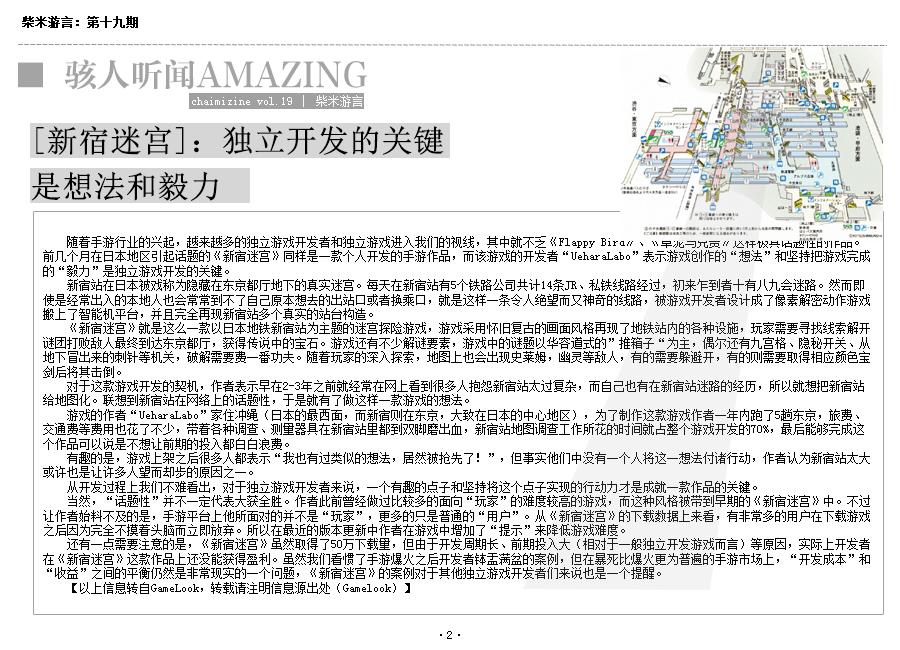 柴米游言：第十九期
骇人听闻AMAZING
chaimizine vol.19 | 柴米游言
[新宿迷宫]：独立开发的关键
是想法和毅力
随着手游行业的兴起，越来越多的独立游戏开发者和独立游戏进入我们的视线，其中就不乏《Flappy Bird》、
前几个月在日本地区引起话题的《新宿迷宫》同样是一款个人开发的手游作品，而该游戏的开发者“UeharaLabo”表示游戏创作的“想法”和坚持把游戏完成
的“毅力”是独立游戏开发的关键。
新宿站在日本被戏称为隐藏在东京都厅地下的真实迷宫。每天在新宿站有5个铁路公司共计14条JR、私铁线路经过，初来乍到者十有八九会迷路。然而即
使是经常出入的本地人也会常常到不了自己原本想去的出站口或者换乘口，就是这样一条令人绝望而又神奇的线路，被游戏开发者设计成了像素解密动作游戏
搬上了智能机平台，并且完全再现新宿站多个真实的站台构造。
《新宿迷宫》就是这么一款以日本地铁新宿站为主题的迷宫探险游戏，游戏采用怀旧复古的画面风格再现了地铁站内的各种设施，玩家需要寻找线索解开
谜团打败敌人最终到达东京都厅，获得传说中的宝石。游戏还有不少解谜要素，游戏中的谜题以华容道式的”推箱子“为主，偶尔还有九宫格、隐秘开关、从
地下冒出来的刺针等机关，破解需要费一番功夫。随着玩家的深入探索，地图上也会出现史莱姆，幽灵等敌人，有的需要躲避开，有的则需要取得相应颜色宝
剑后将其击倒。
对于这款游戏开发的契机，作者表示早在2-3年之前就经常在网上看到很多人抱怨新宿站太过复杂，而自己也有在新宿站迷路的经历，所以就想把新宿站
给地图化。联想到新宿站在网络上的话题性，于是就有了做这样一款游戏的想法。
游戏的作者“UeharaLabo”家住冲绳（日本的最西面，而新宿则在东京，大致在日本的中心地区），为了制作这款游戏作者一年内跑了5趟东京，旅费、
交通费等费用也花了不少，带着各种调查、测量器具在新宿站里都到双脚磨出血，新宿站地图调查工作所花的时间就占整个游戏开发的70%，最后能够完成这
个作品可以说是不想让前期的投入都白白浪费。
有趣的是，游戏上架之后很多人都表示“我也有过类似的想法，居然被抢先了！”，但事实他们中没有一个人将这一想法付诸行动，作者认为新宿站太大
或许也是让许多人望而却步的原因之一。
从开发过程上我们不难看出，对于独立游戏开发者来说，一个有趣的点子和坚持将这个点子实现的行动力才是成就一款作品的关键。
当然，“话题性”并不一定代表大获全胜。作者此前曾经做过比较多的面向“玩家”的难度较高的游戏，而这种风格被带到早期的《新宿迷宫》中。不过
让作者始料不及的是，手游平台上他所面对的并不是“玩家”，更多的只是普通的“用户”。从《新宿迷宫》的下载数据上来看，有非常多的用户在下载游戏
之后因为完全不摸着头脑而立即放弃。所以在最近的版本更新中作者在游戏中增加了“提示”来降低游戏难度。
还有一点需要注意的是，《新宿迷宫》虽然取得了50万下载量，但由于开发周期长、前期投入大（相对于一般独立开发游戏而言）等原因，实际上开发者
在《新宿迷宫》这款作品上还没能获得盈利。虽然我们看惯了手游爆火之后开发者钵盂满盆的案例，但在暴死比爆火更为普遍的手游市场上，“开发成本”和
“收益”之间的平衡仍然是非常现实的一个问题，《新宿迷宫》的案例对于其他独立游戏开发者们来说也是一个提醒。
【以上信息转自GameLook，转载请注明信息源出处（Gamelook）】
·2·